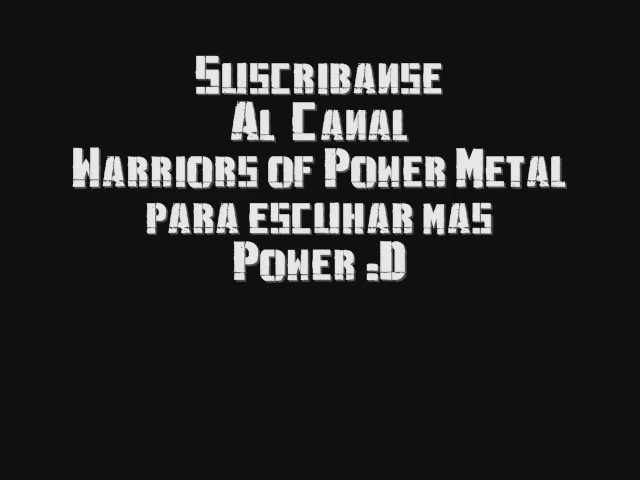 Suscribanse
Al Canal
Warriors of Power Metal
para escuhar mas
Power :D